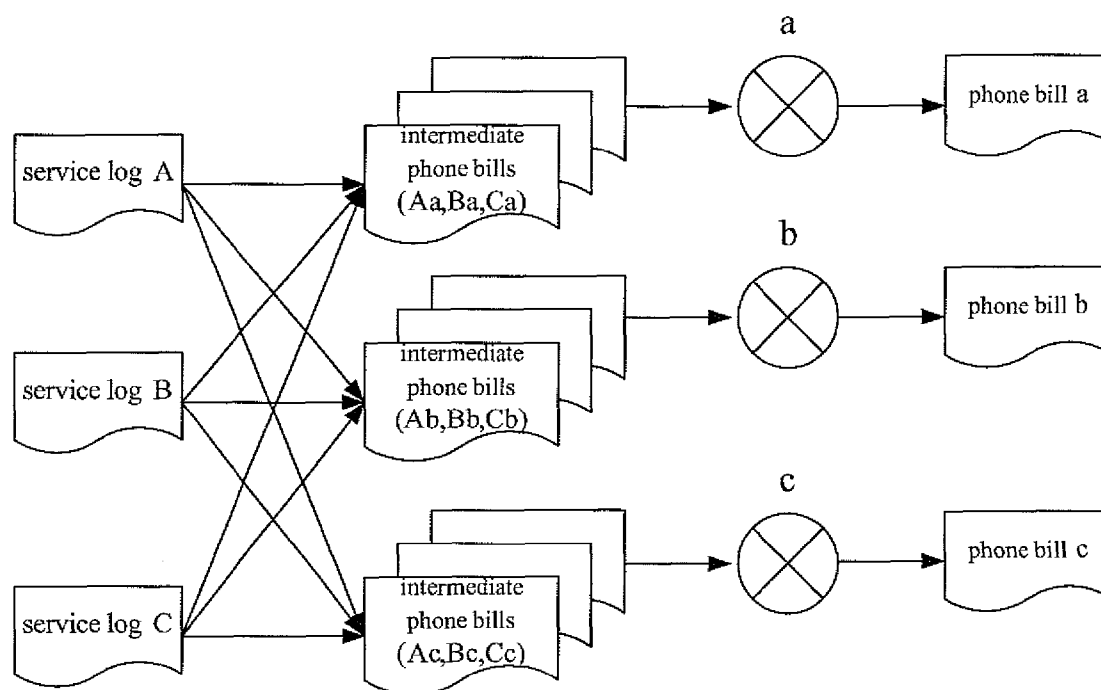 a
phone bill a
service log A
intermediate
phone bills
(Aa,Ba,Ca)
b
phone bill b
service log B
intermediate
phone bills
(Ab,Bb,Cb)
c
phone bill c
service log C
intermediate
phone bills
(Ac,Bc,Cc)